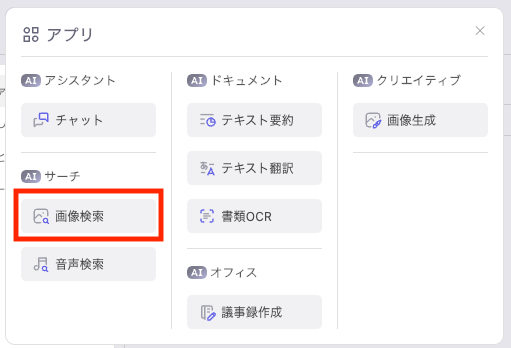 アプリ
AI アシスタント
チャット
AI サーチ
画像検索
音声検索
AI ドキュメント
テキスト要約
テキスト翻訳
書類OCR
AI オフィス
議事録作成
AI クリエイティブ
画像生成